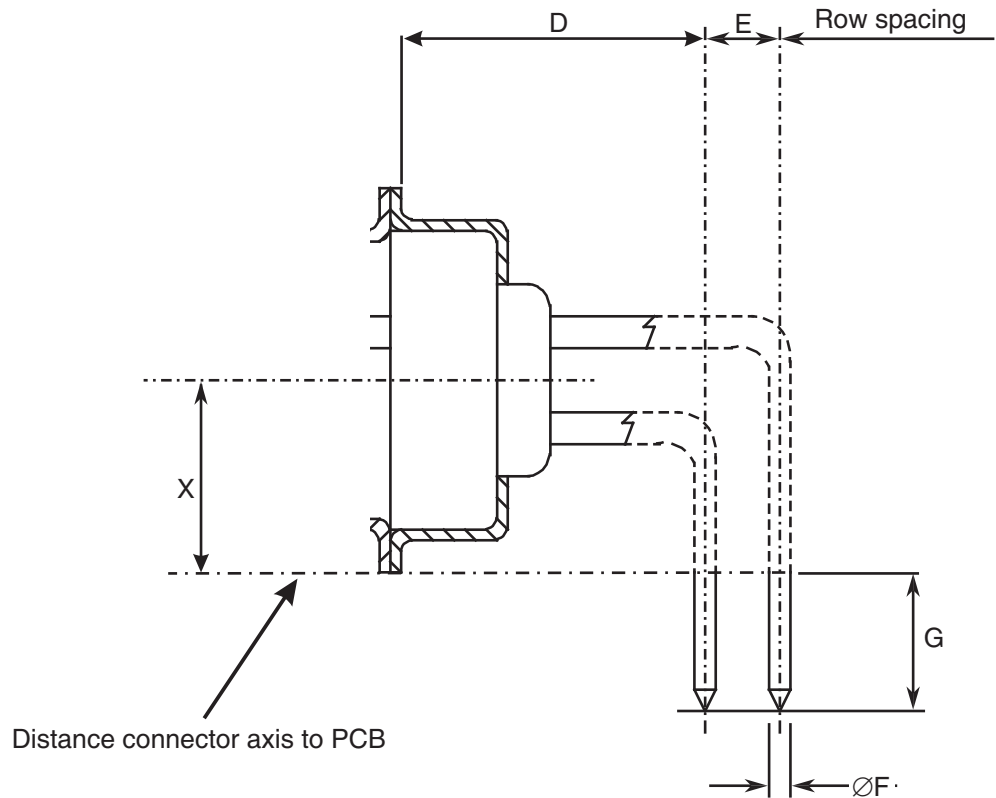 D
E
Row spacing
X
G
Distance connector axis to PCB
∅F